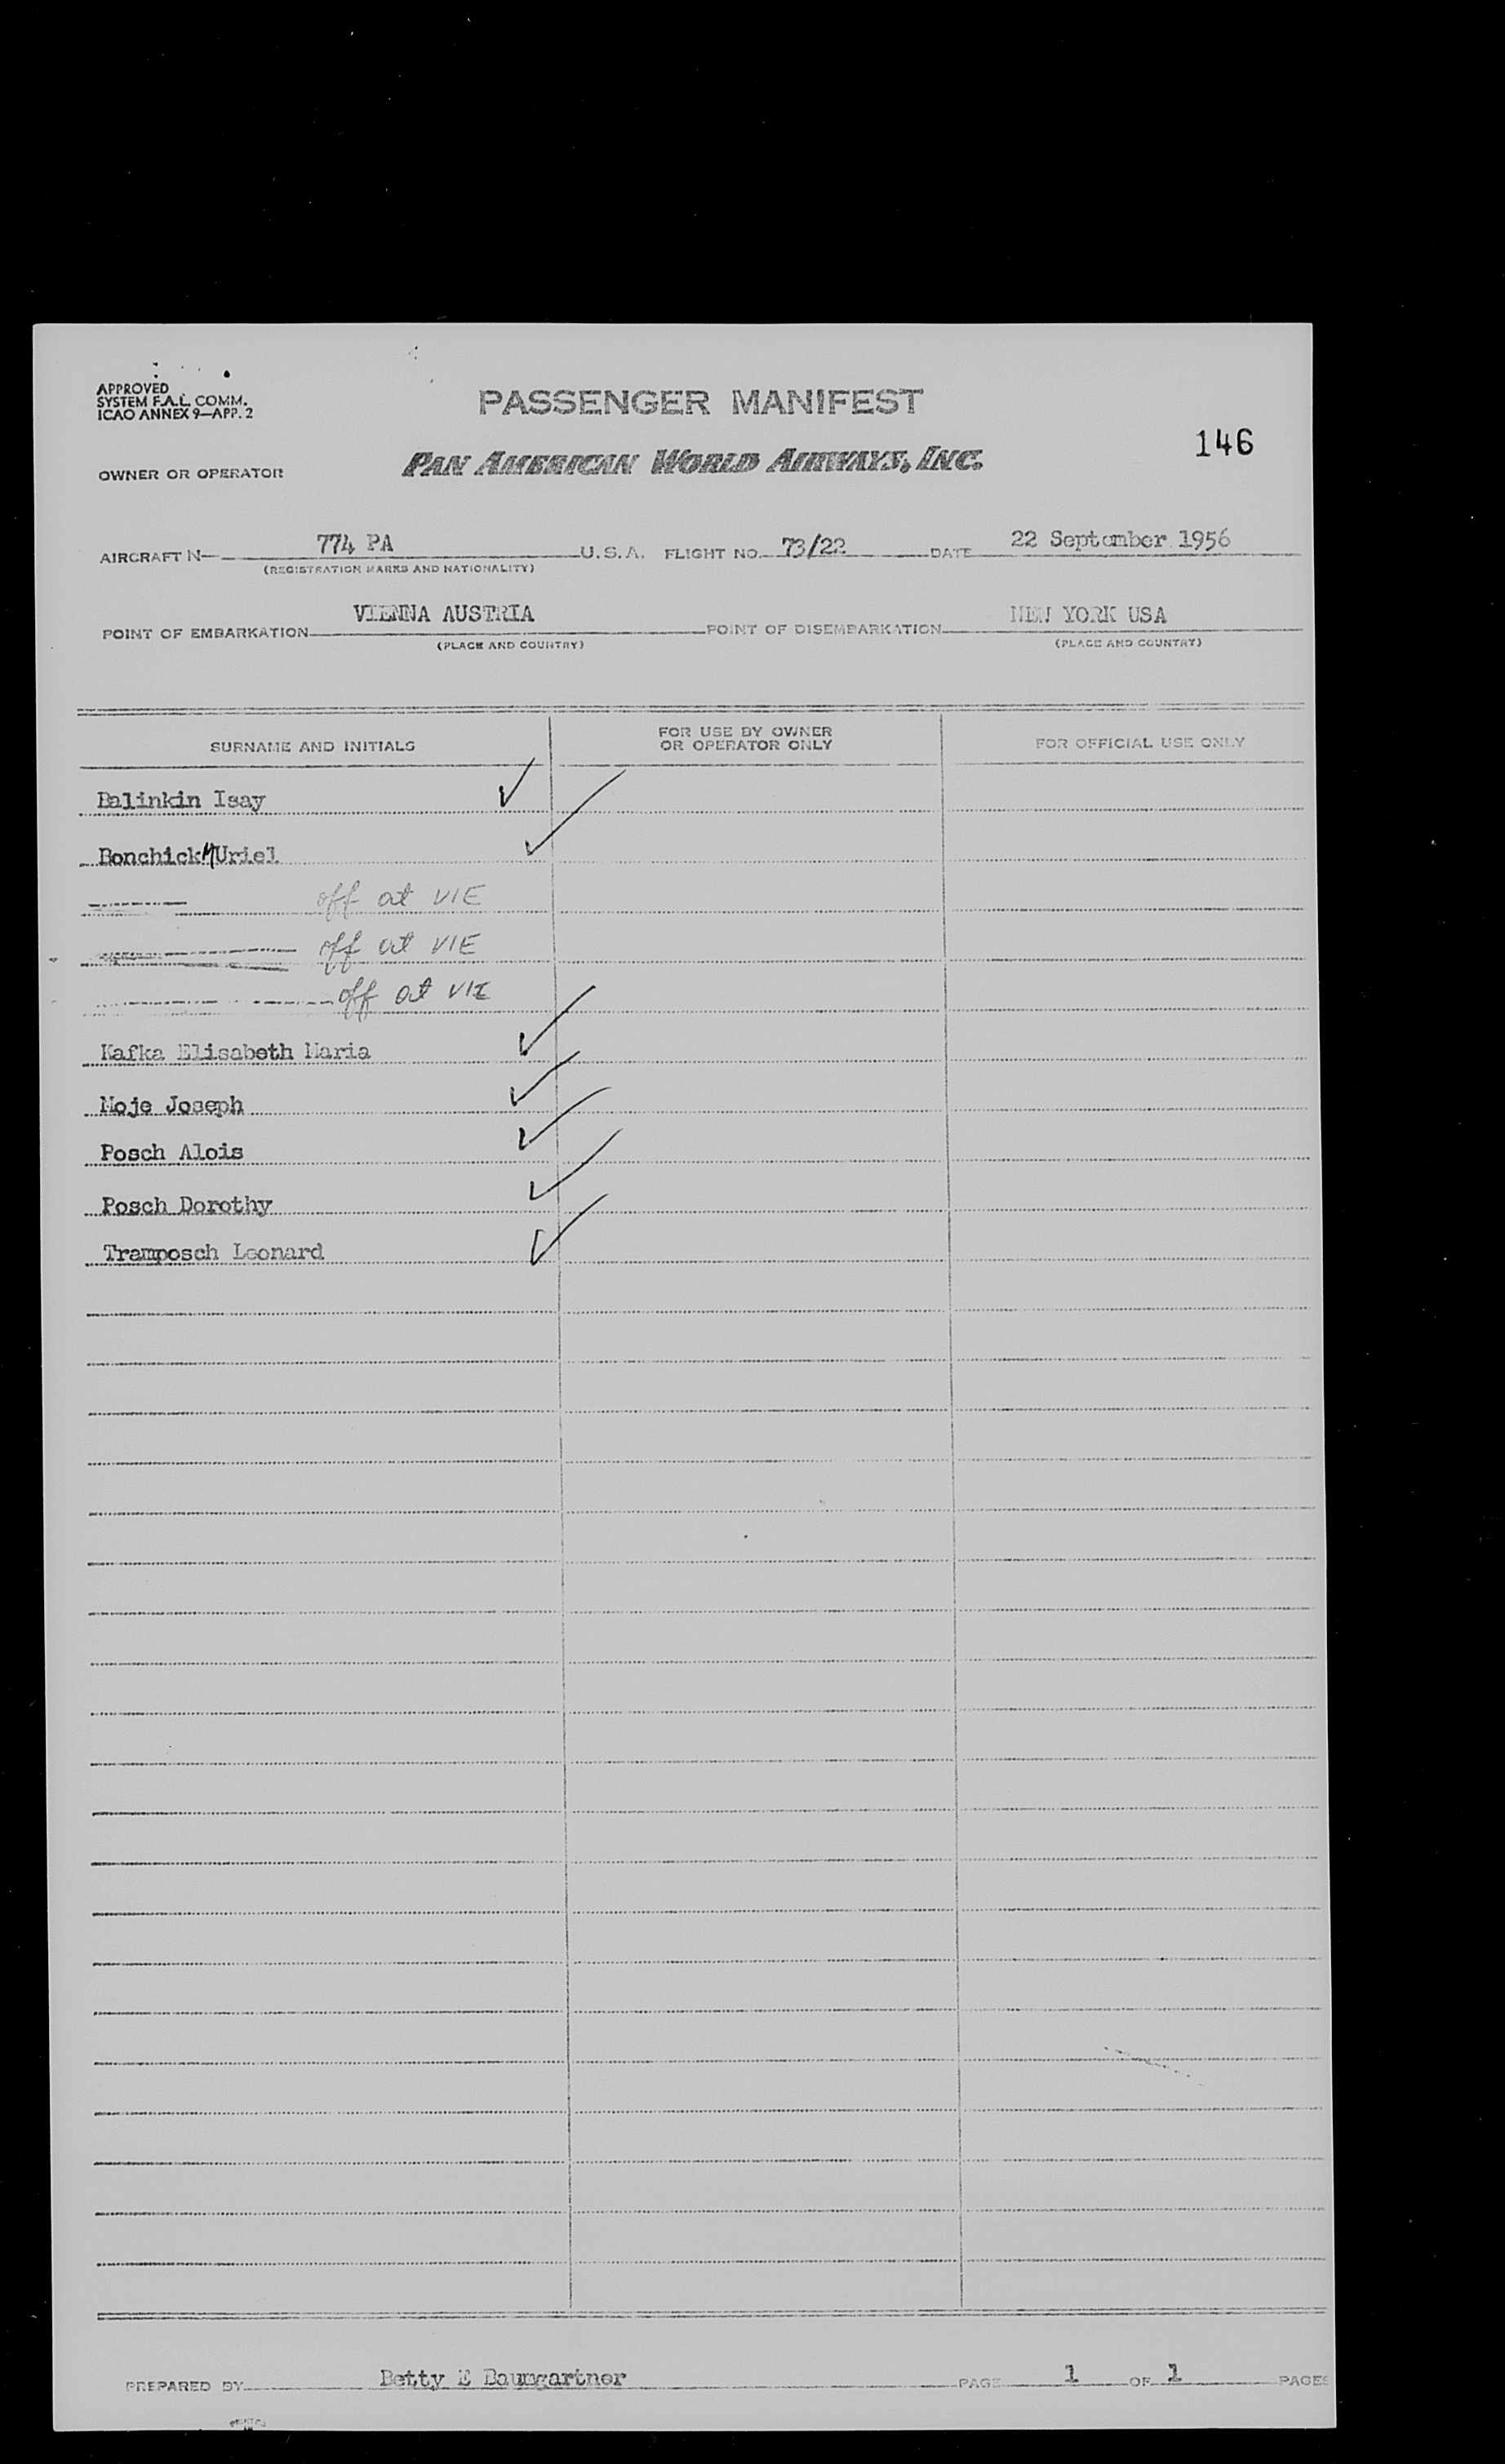 APPROVED
SYSTEM F.A.L. COMM.
ICAO ANNEX 9—APP. 2
PASSENGER MANIFEST
146
OWNER OR OPERATOR PAN AMERICAN WORLD AIRWAYS, INC.
AIRCRAFT N— 774 PA U.S.A. FLIGHT NO. 73/22 DATE 22 September 1956
(REGISTRATION MARKS AND NATIONALITY)
POINT OF EMBARKATION VIENNA AUSTRIA POINT OF DISEMBARKATION NEW YORK USA
(PLACE AND COUNTRY) (PLACE AND COUNTRY)
SURNAME AND INITIALS FOR USE BY OWNER OR OPERATOR ONLY FOR OFFICIAL USE ONLY
Balinkin Isay
Bonchick MUriel
off at VIE
off at VIE
off at VIE
Kafka Elisabeth Maria
Moje Joseph
Posch Alois
Posch Dorothy
Tramposch Leonard
PREPARED BY Betty E Baumgartner PAGE 1 OF 1 PAGES